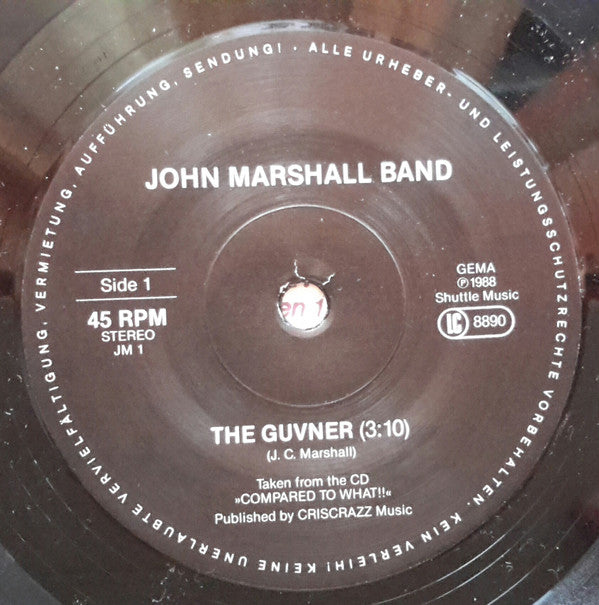 ALLE URHEBER- UND LEISTUNGSSCHUTZRECHTE VORBEHALTEN. KEIN VERLEIH! KEINE UNERLAUBTE VERVIELFÄLTIGUNG, VERMIETUNG, AUFFÜHRUNG, SENDUNG! ·
JOHN MARSHALL BAND
Side 1
45 RPM
STEREO
JM 1
GEMA
Ⓟ1988
Shuttle Music
LC 8890
THE GUVNER (3:10)
(J. C. Marshall)
Taken from the CD
»COMPARED TO WHAT!!«
Published by CRISCRAZZ Music